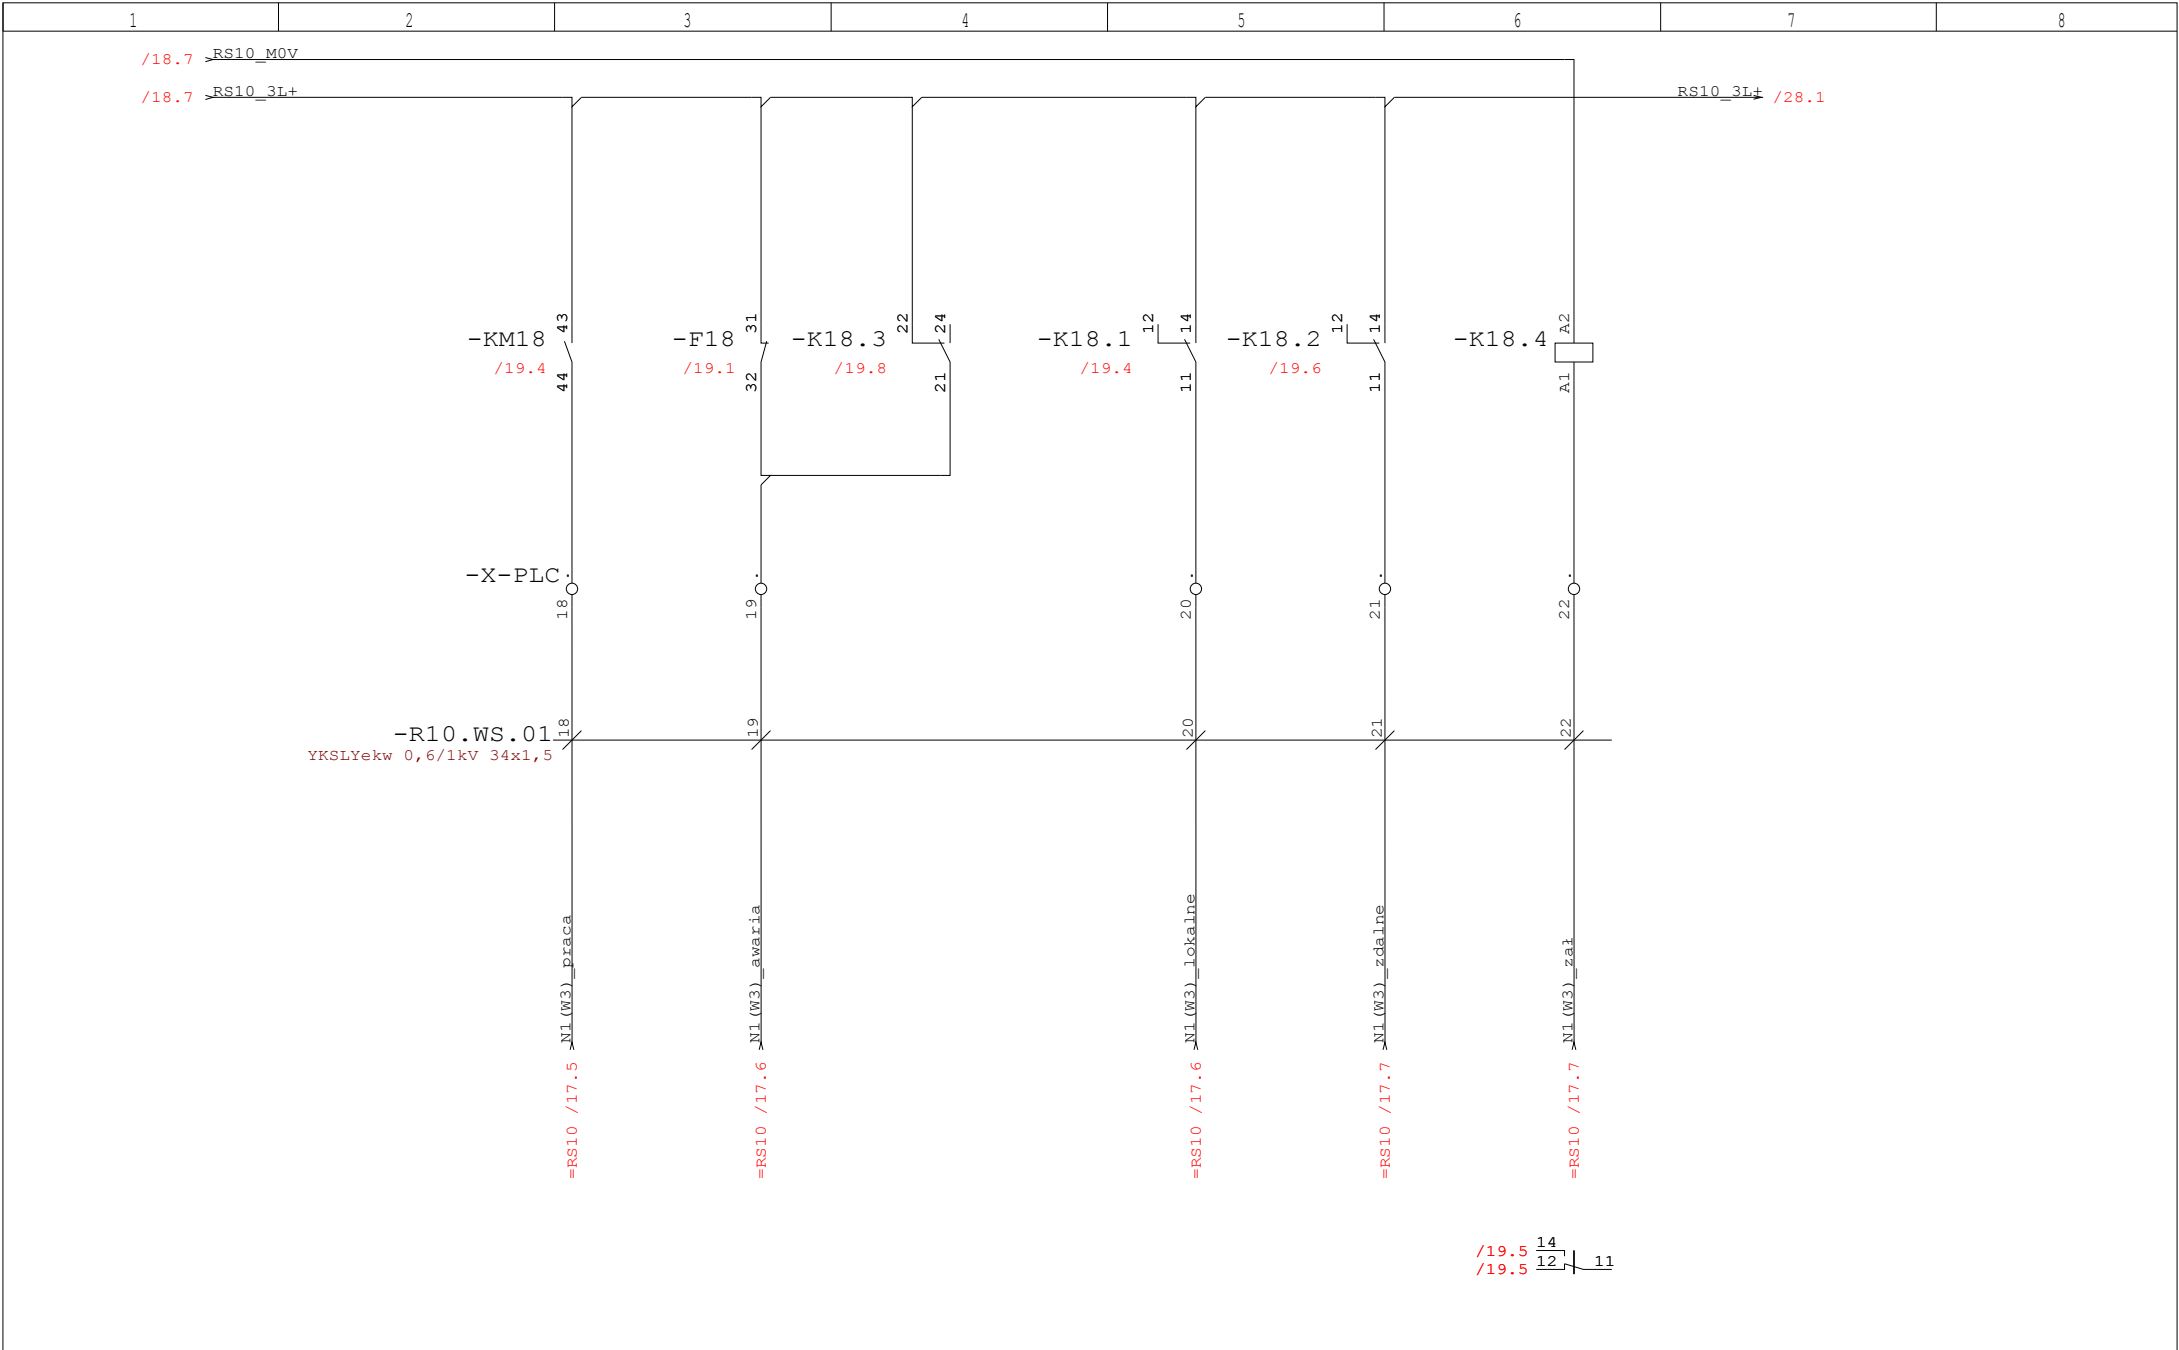 1 2 3 4 5 6 7 8
/18.7 RS10_M0V
/18.7 RS10_3L+
RS10_3L+ /28.1
-KM18
/19.4
43
44
-F18
/19.1
31
32
-K18.3
/19.8
22
24
21
-K18.1
/19.4
12
14
11
-K18.2
/19.6
12
14
11
-K18.4
A2
A1
-X-PLC
18
19
20
21
22
-R10.WS.01
YKSLYekw 0,6/1kV 34x1,5
18
19
20
21
22
N1(W3)_praca
N1(W3)_awaria
N1(W3)_lokalne
N1(W3)_zdalne
N1(W3)_zał
=RS10 /17.5
=RS10 /17.6
=RS10 /17.6
=RS10 /17.7
=RS10 /17.7
/19.5 14
/19.5 12 11